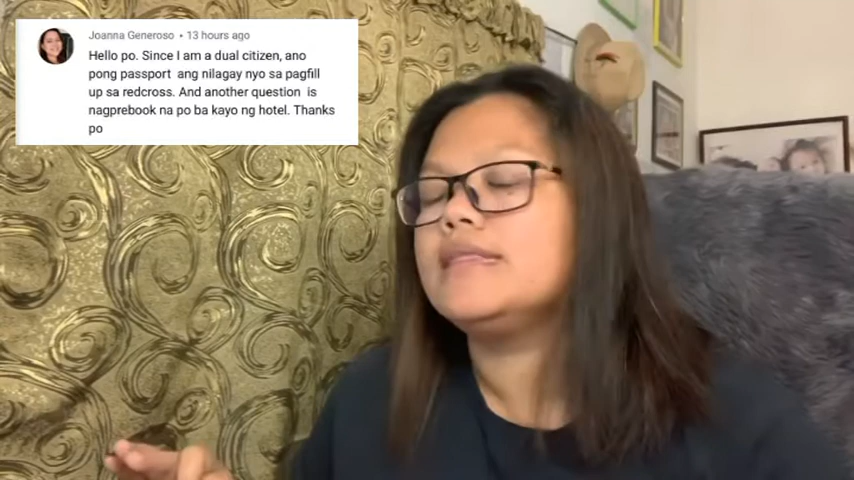 Joanna Generoso • 13 hours ago
Hello po. Since I am a dual citizen, ano
pong passport ang nilagay nyo sa pagfill
up sa redcross. And another question is
nagprebook na po ba kayo ng hotel. Thanks
po